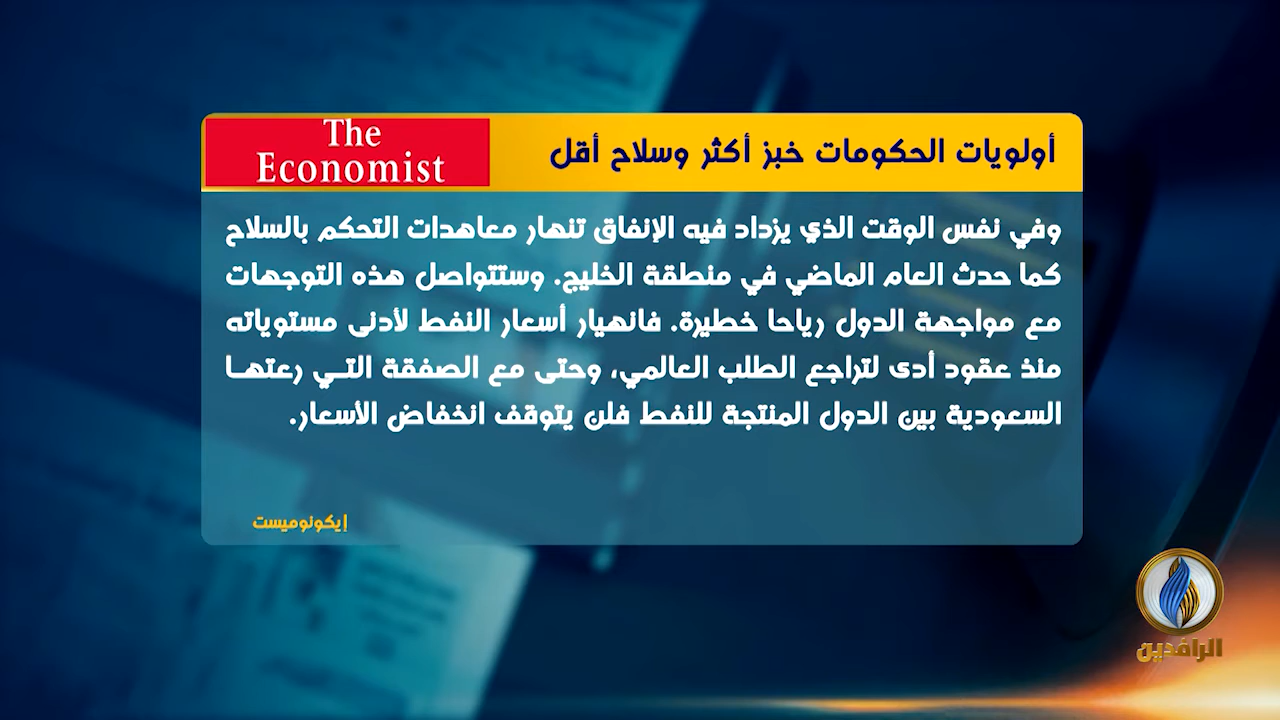 The
Economist
أولويات الحكومات خبز أكثر وسلاح أقل
وفي نفس الوقت الذي يزداد فيه الإنفاق تنهار معاهدات التحكم بالسلاح
كما حدث العام الماضي في منطقة الخليج. وستتواصل هذه التوجهات
مع مواجهة الدول رياحا خطيرة. فانهيار أسعار النفط لأدنى مستوياته
منذ عقود أدى لتراجع الطلب العالمي، وحتى مع الصفقة التي رعتها
السعودية بين الدول المنتجة للنفط فلن يتوقف انخفاض الأسعار.
إيكونوميست
الرافدين